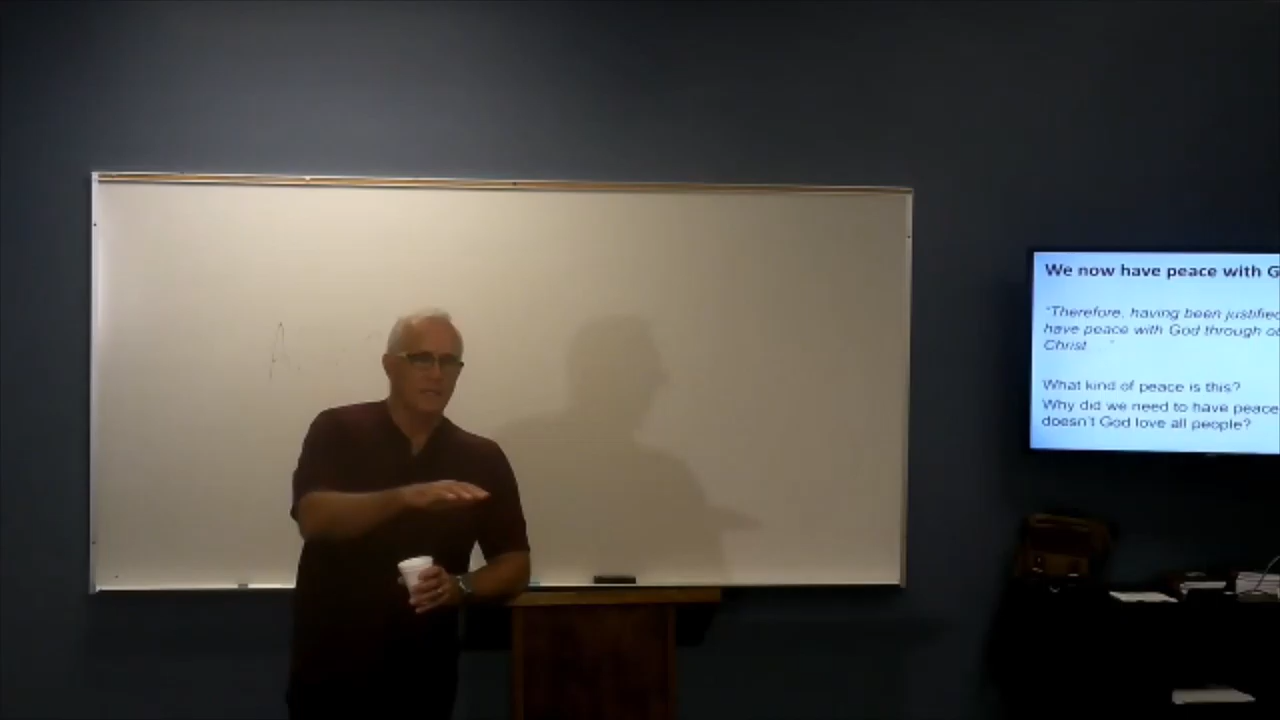 A
We now have peace with G
"Therefore, having been justified
have peace with God through o
Christ "
What kind of peace is this?
Why did we need to have peace
doesn't God love all people?